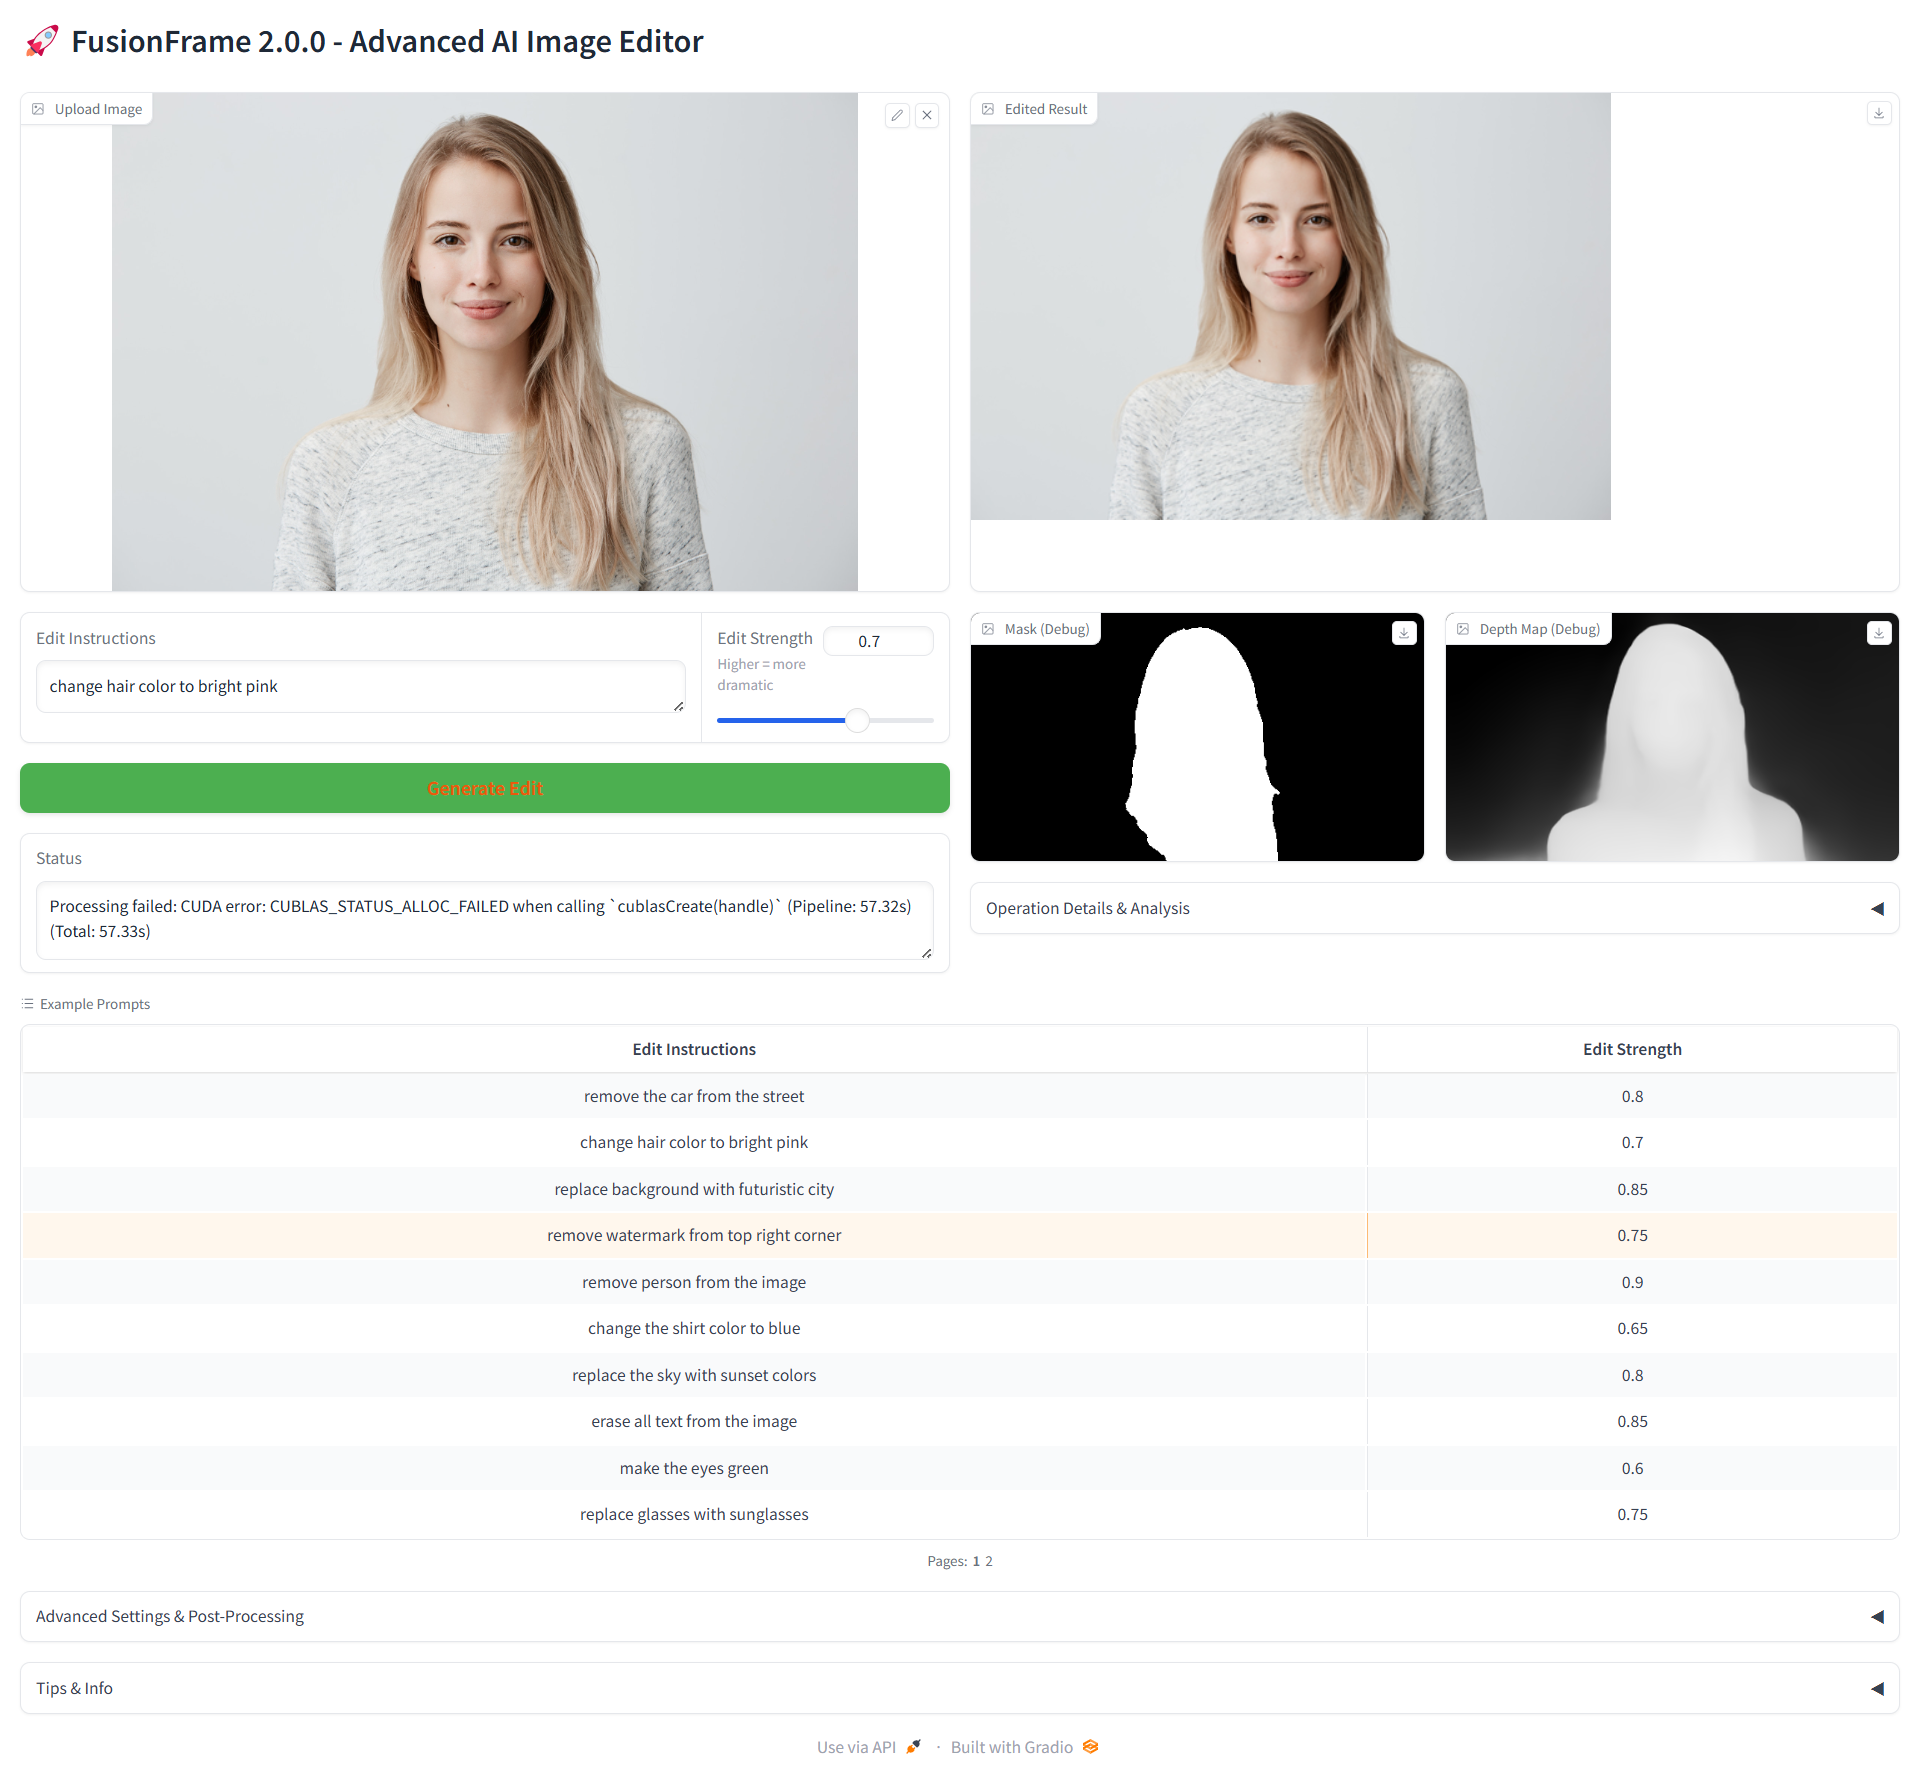 🚀 FusionFrame 2.0.0 - Advanced AI Image Editor
Upload Image
Edited Result
Edit Instructions
change hair color to bright pink
Edit Strength
0.7
Higher = more
dramatic
Mask (Debug)
Depth Map (Debug)
Generate Edit
Status
Processing failed: CUDA error: CUBLAS_STATUS_ALLOC_FAILED when calling `cublasCreate(handle)` (Pipeline: 57.32s)
(Total: 57.33s)
Operation Details & Analysis
Example Prompts
Edit Instructions Edit Strength
remove the car from the street 0.8
change hair color to bright pink 0.7
replace background with futuristic city 0.85
remove watermark from top right corner 0.75
remove person from the image 0.9
change the shirt color to blue 0.65
replace the sky with sunset colors 0.8
erase all text from the image 0.85
make the eyes green 0.6
replace glasses with sunglasses 0.75
Pages: 1 2
Advanced Settings & Post-Processing
Tips & Info
Use via API · Built with Gradio